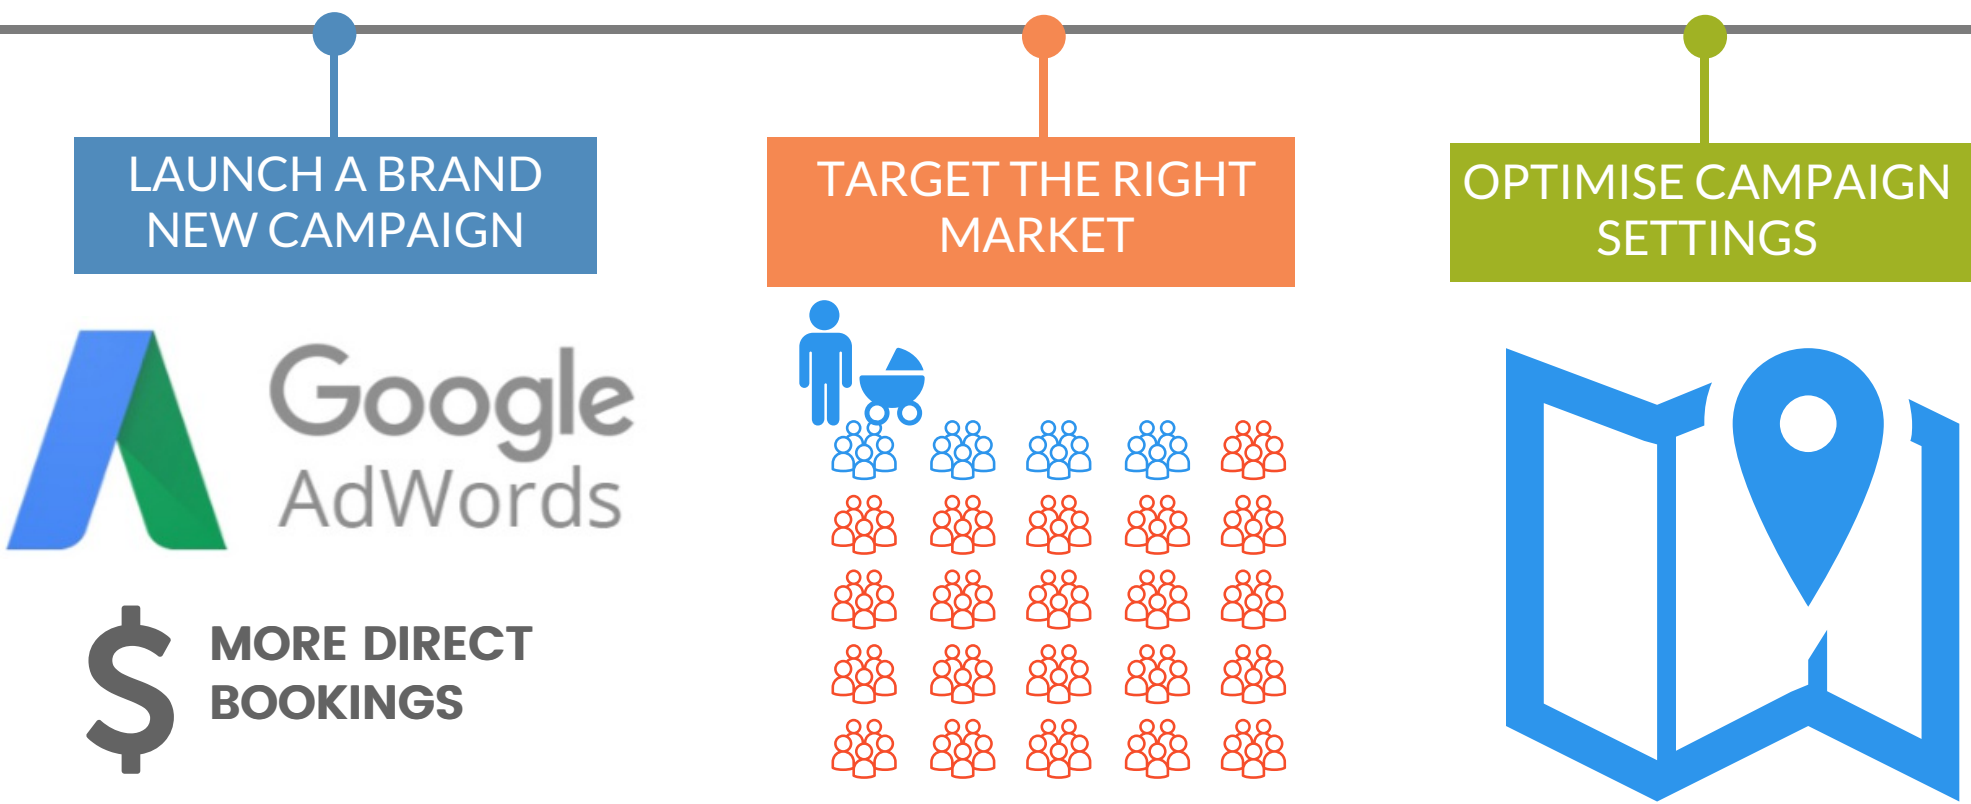 LAUNCH A BRAND
NEW CAMPAIGN
Google
AdWords
MORE DIRECT
BOOKINGS
TARGET THE RIGHT
MARKET
OPTIMISE CAMPAIGN
SETTINGS